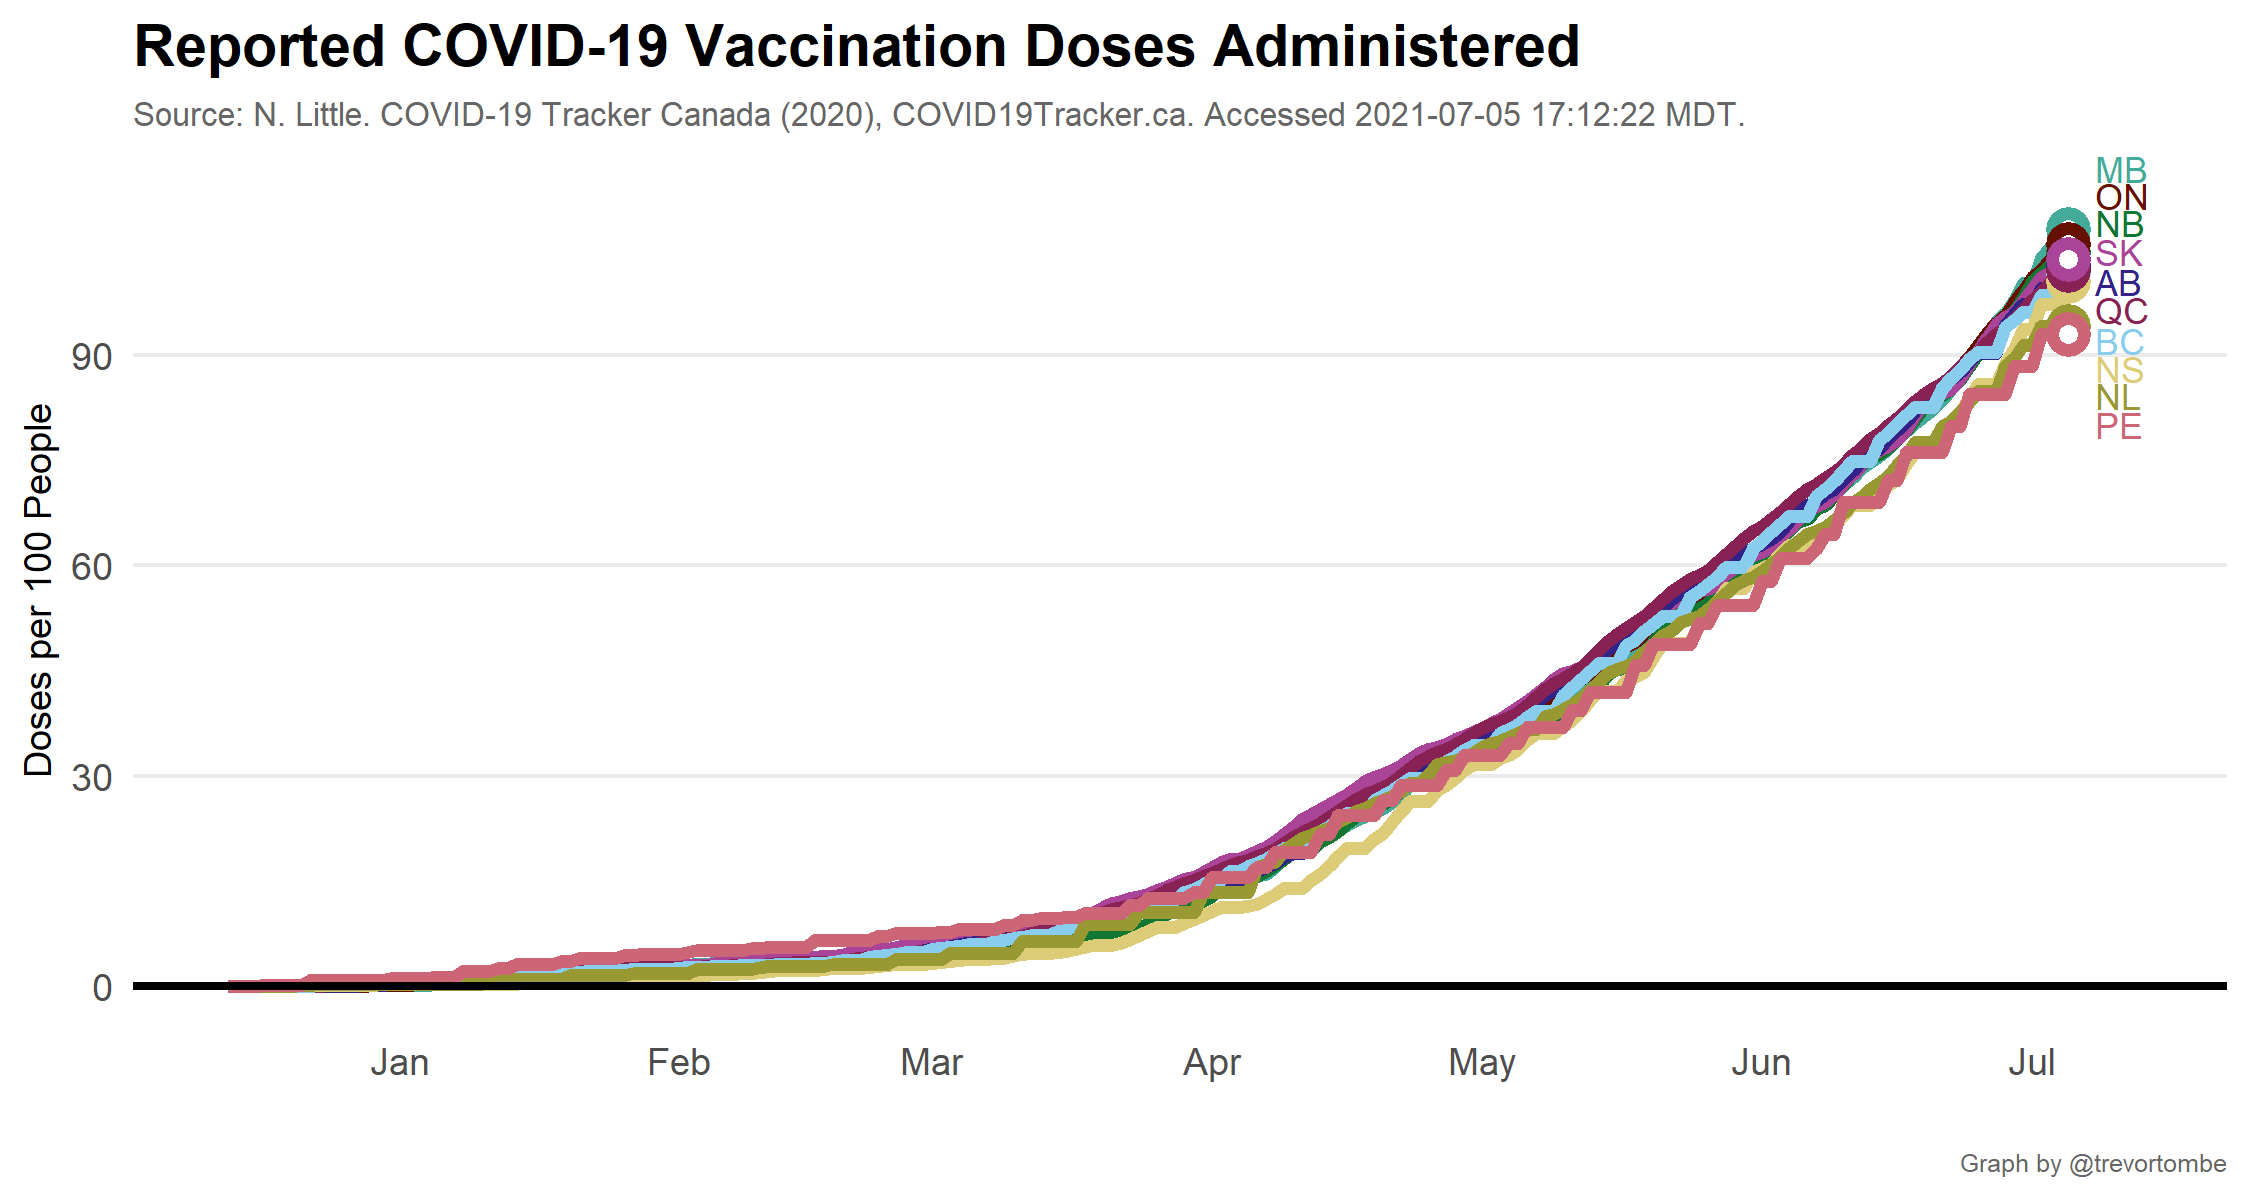 Reported COVID-19 Vaccination Doses Administered
Source: N. Little. COVID-19 Tracker Canada (2020), COVID19Tracker.ca. Accessed 2021-07-05 17:12:22 MDT.
MB
ON
NB
SK
AB
QC
BC
NS
NL
PE
Doses per 100 People
90
60
30
0
Jan Feb Mar Apr May Jun Jul
Graph by @trevortombe